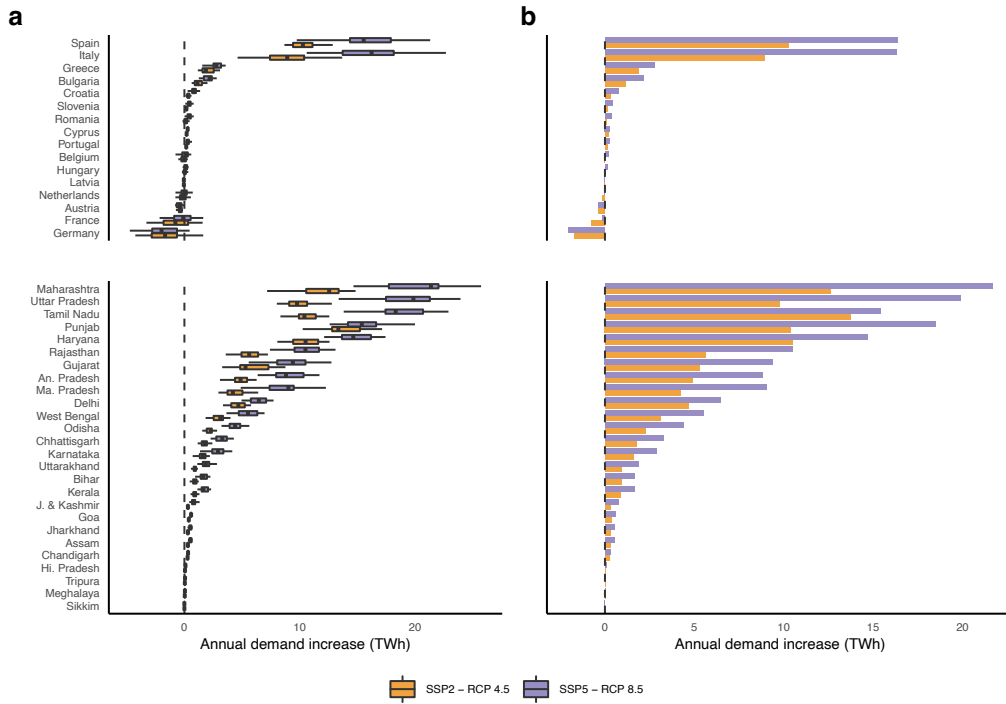 a
b
Spain
Italy
Greece
Bulgaria
Croatia
Slovenia
Romania
Cyprus
Portugal
Belgium
Hungary
Latvia
Netherlands
Austria
France
Germany
Maharashtra
Uttar Pradesh
Tamil Nadu
Punjab
Haryana
Rajasthan
Gujarat
An. Pradesh
Ma. Pradesh
Delhi
West Bengal
Odisha
Chhattisgarh
Karnataka
Uttarakhand
Bihar
Kerala
J. & Kashmir
Goa
Jharkhand
Assam
Chandigarh
Hi. Pradesh
Tripura
Meghalaya
Sikkim
0 10 20
Annual demand increase (TWh)
0 5 10 15 20
Annual demand increase (TWh)
SSP2 − RCP 4.5 SSP5 − RCP 8.5